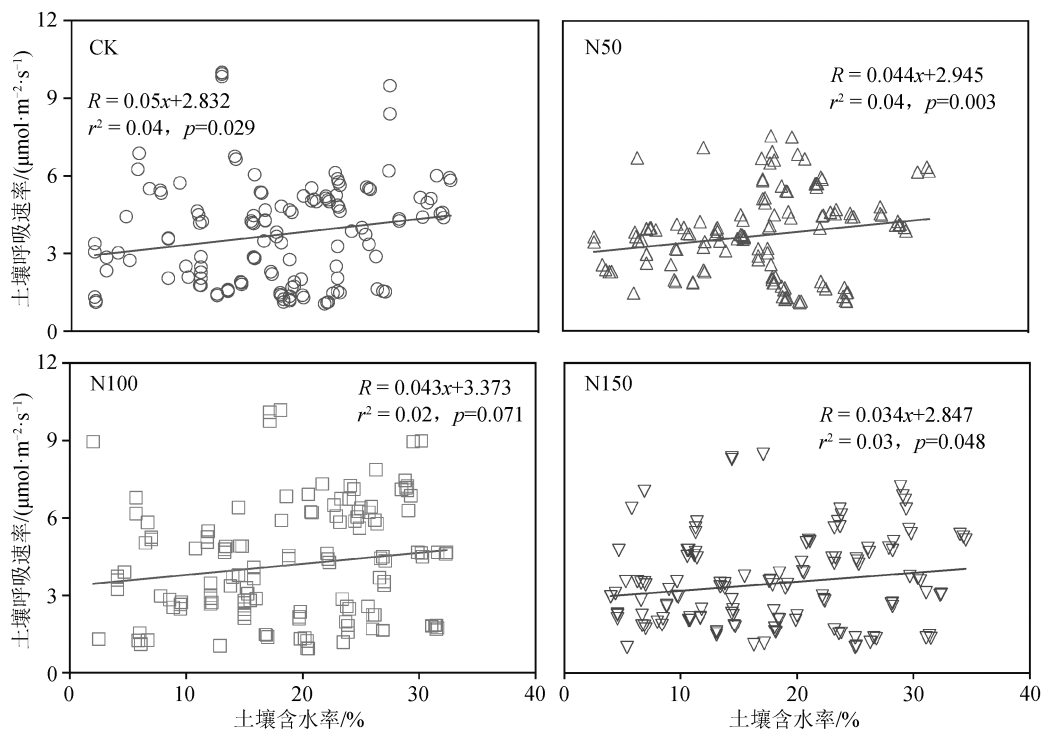 12
9
6
3
0
土壤呼吸速率/(μmol·m⁻²·s⁻¹)
CK
R = 0.05x+2.832
r² = 0.04，p=0.029
N50
R = 0.044x+2.945
r² = 0.04，p=0.003
12
9
6
3
0
土壤呼吸速率/(μmol·m⁻²·s⁻¹)
N100
R = 0.043x+3.373
r² = 0.02，p=0.071
N150
R = 0.034x+2.847
r² = 0.03，p=0.048
0 10 20 30 40
土壤含水率/%
0 10 20 30 40
土壤含水率/%